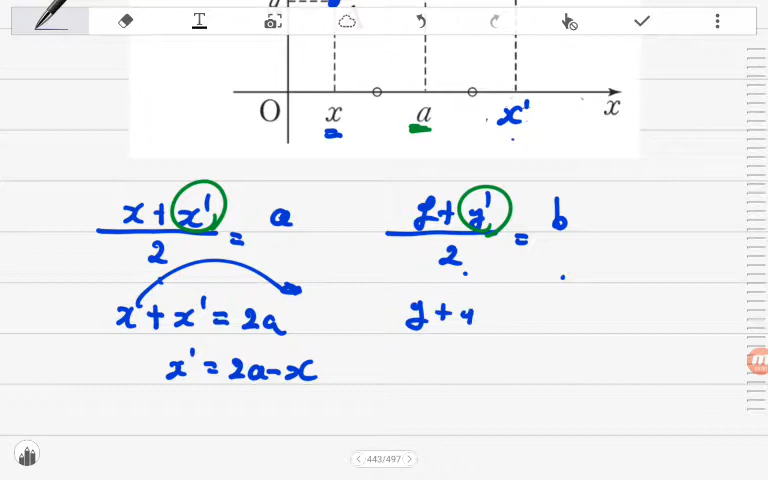 T
y
O x a x' x
x + x' / 2 = a
y + y' / 2 = b
x + x' = 2a
y + y
x' = 2a - x
443/497